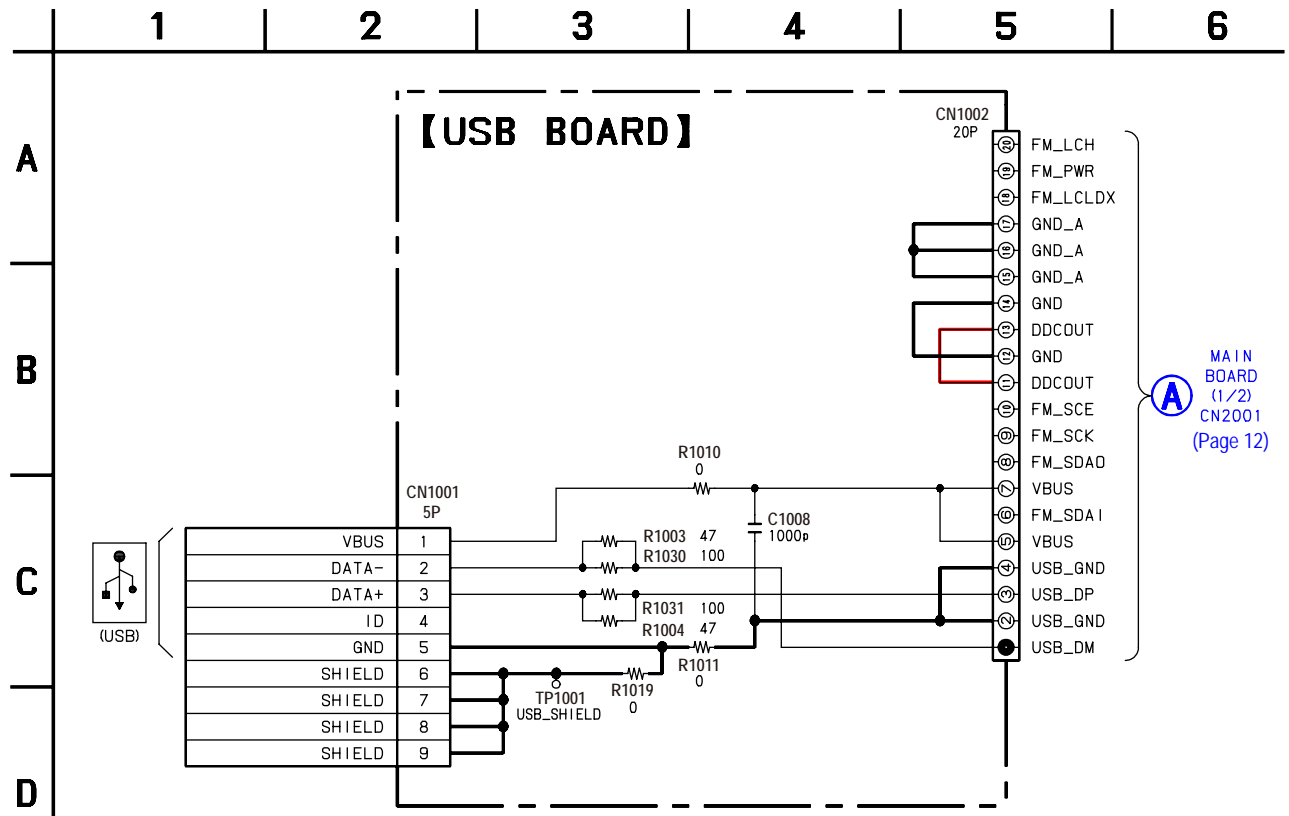 1 2 3 4 5 6
A
B
C
D
【USB BOARD】
CN1002
20P
20 FM_LCH
19 FM_PWR
18 FM_LCLDX
17 GND_A
16 GND_A
15 GND_A
14 GND
13 DDCOUT
12 GND
11 DDCOUT
10 FM_SCE
9 FM_SCK
8 FM_SDAO
7 VBUS
6 FM_SDAI
5 VBUS
4 USB_GND
3 USB_DP
2 USB_GND
USB_DM
A
MAIN
BOARD
(1/2)
CN2001
(Page 12)
R1010
0
C1008
1000p
R1003 47
R1030 100
R1031 100
R1004 47
R1011
0
R1019
0
TP1001
USB_SHIELD
CN1001
5P
VBUS 1
DATA- 2
DATA+ 3
ID 4
GND 5
SHIELD 6
SHIELD 7
SHIELD 8
SHIELD 9
(USB)